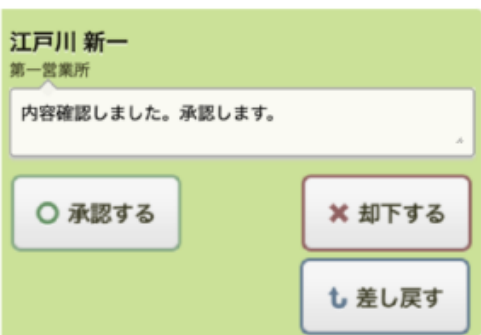 江戸川 新一
第一営業所
内容確認しました。承認します。
承認する
却下する
差し戻す